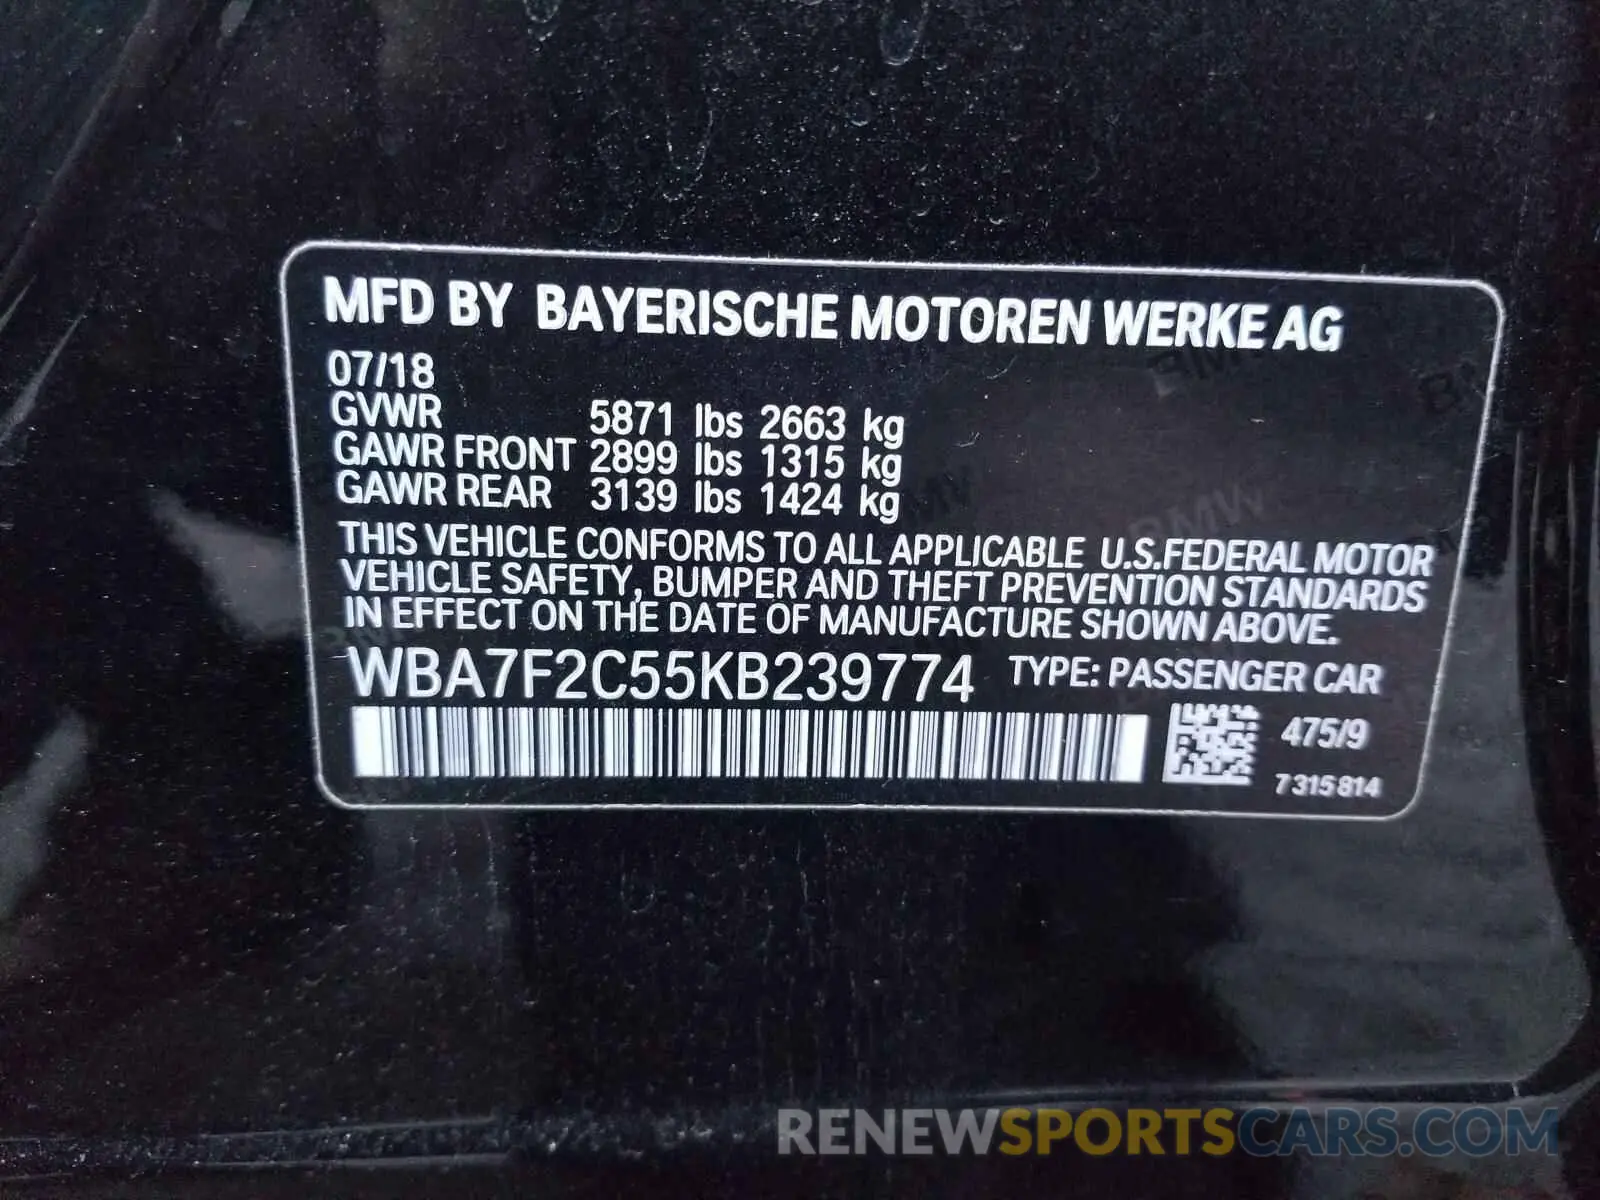 MFD BY BAYERISCHE MOTOREN WERKE AG
07/18
GVWR 5871 lbs 2663 kg
GAWR FRONT 2899 lbs 1315 kg
GAWR REAR 3139 lbs 1424 kg
THIS VEHICLE CONFORMS TO ALL APPLICABLE U.S.FEDERAL MOTOR
VEHICLE SAFETY, BUMPER AND THEFT PREVENTION STANDARDS
IN EFFECT ON THE DATE OF MANUFACTURE SHOWN ABOVE.
WBA7F2C55KB239774 TYPE: PASSENGER CAR
475/9
7315814
RENEWSPORTSCARS.COM